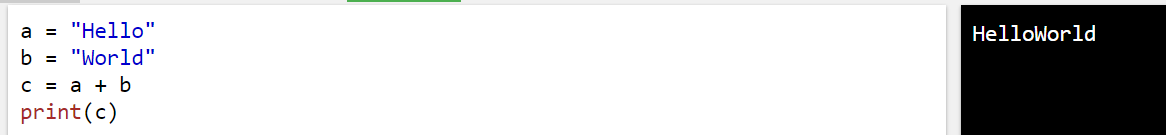 a = "Hello"
b = "World"
c = a + b
print(c)
HelloWorld